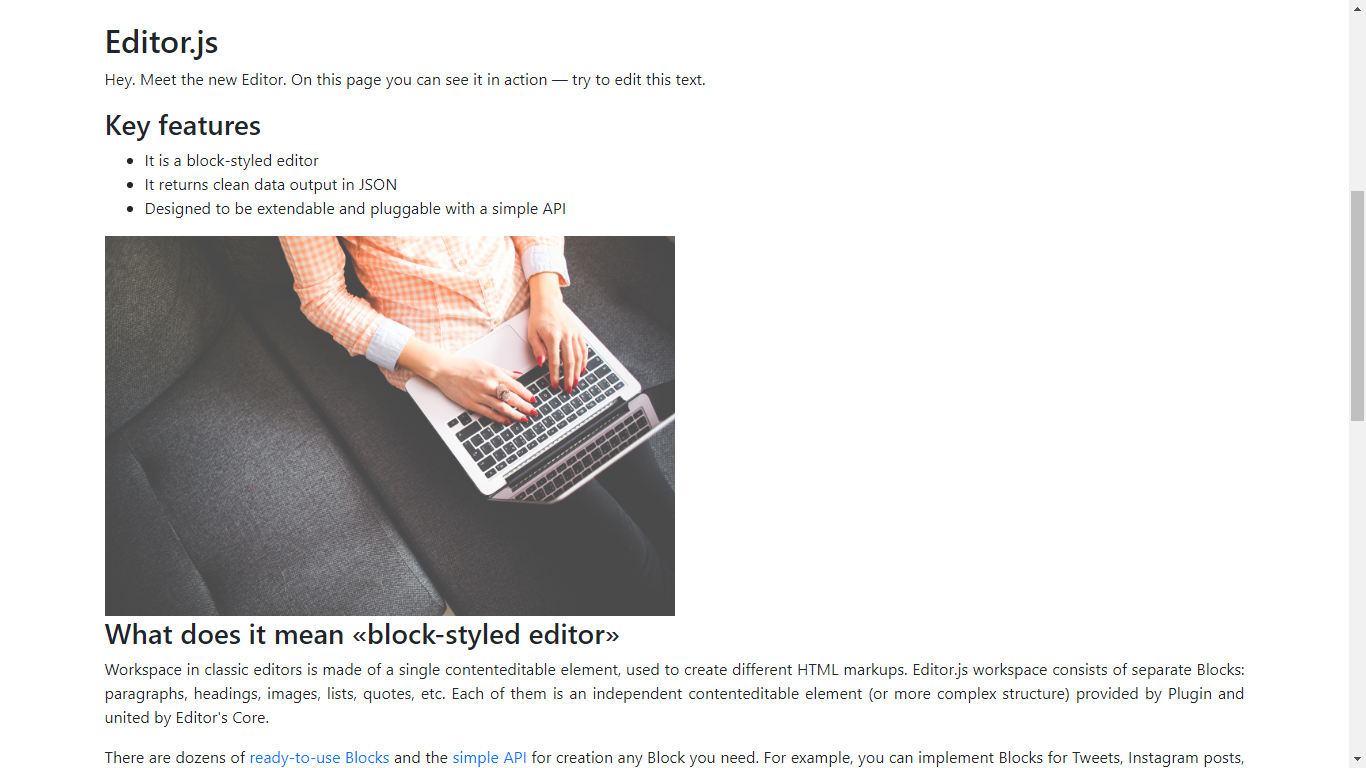 Editor.js
Hey. Meet the new Editor. On this page you can see it in action — try to edit this text.
Key features
It is a block-styled editor
It returns clean data output in JSON
Designed to be extendable and pluggable with a simple API
What does it mean «block-styled editor»
Workspace in classic editors is made of a single contenteditable element, used to create different HTML markups. Editor.js workspace consists of separate Blocks:
paragraphs, headings, images, lists, quotes, etc. Each of them is an independent contenteditable element (or more complex structure) provided by Plugin and
united by Editor's Core.
There are dozens of ready-to-use Blocks and the simple API for creation any Block you need. For example, you can implement Blocks for Tweets, Instagram posts,